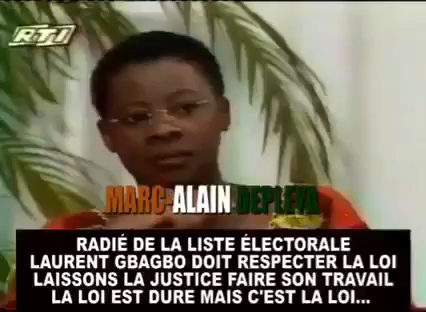 RTI
MARC-ALAIN DEPLEYA
RADIÉ DE LA LISTE ÉLECTORALE
LAURENT GBAGBO DOIT RESPECTER LA LOI
LAISSONS LA JUSTICE FAIRE SON TRAVAIL
LA LOI EST DURE MAIS C'EST LA LOI...